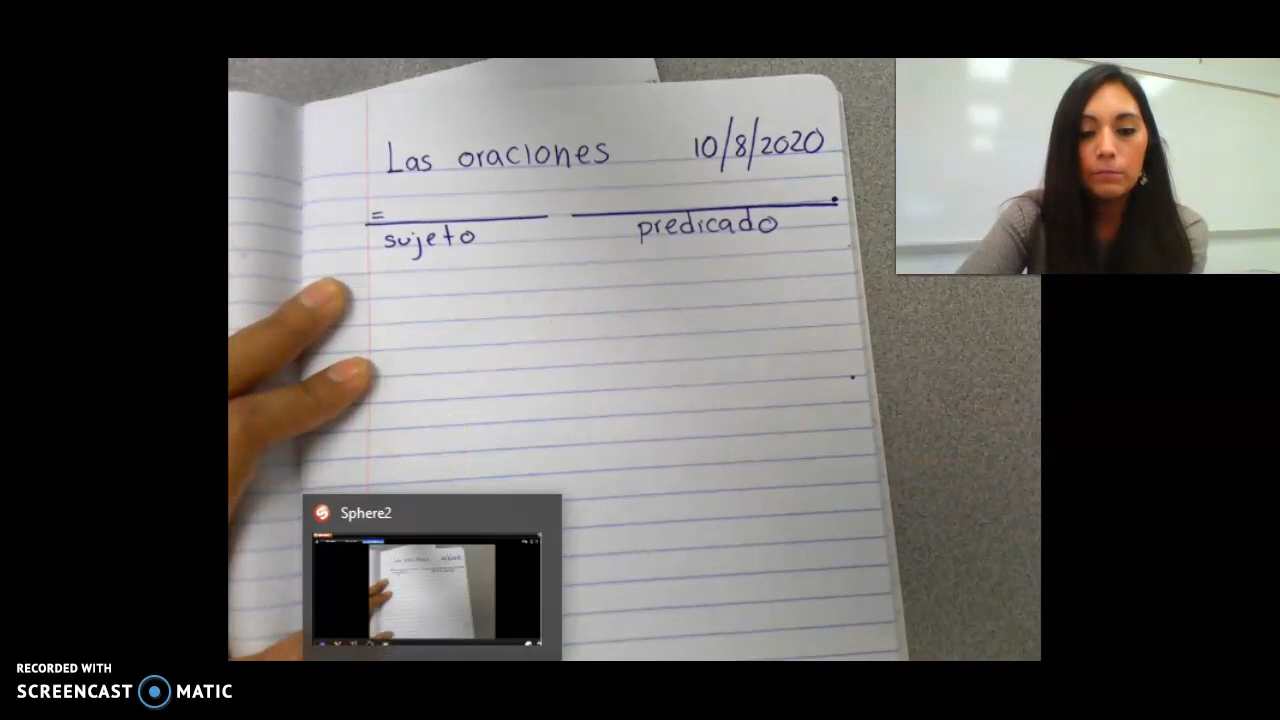 Las oraciones 10/8/2020
= .
sujeto predicado
Sphere2
RECORDED WITH
SCREENCAST MATIC